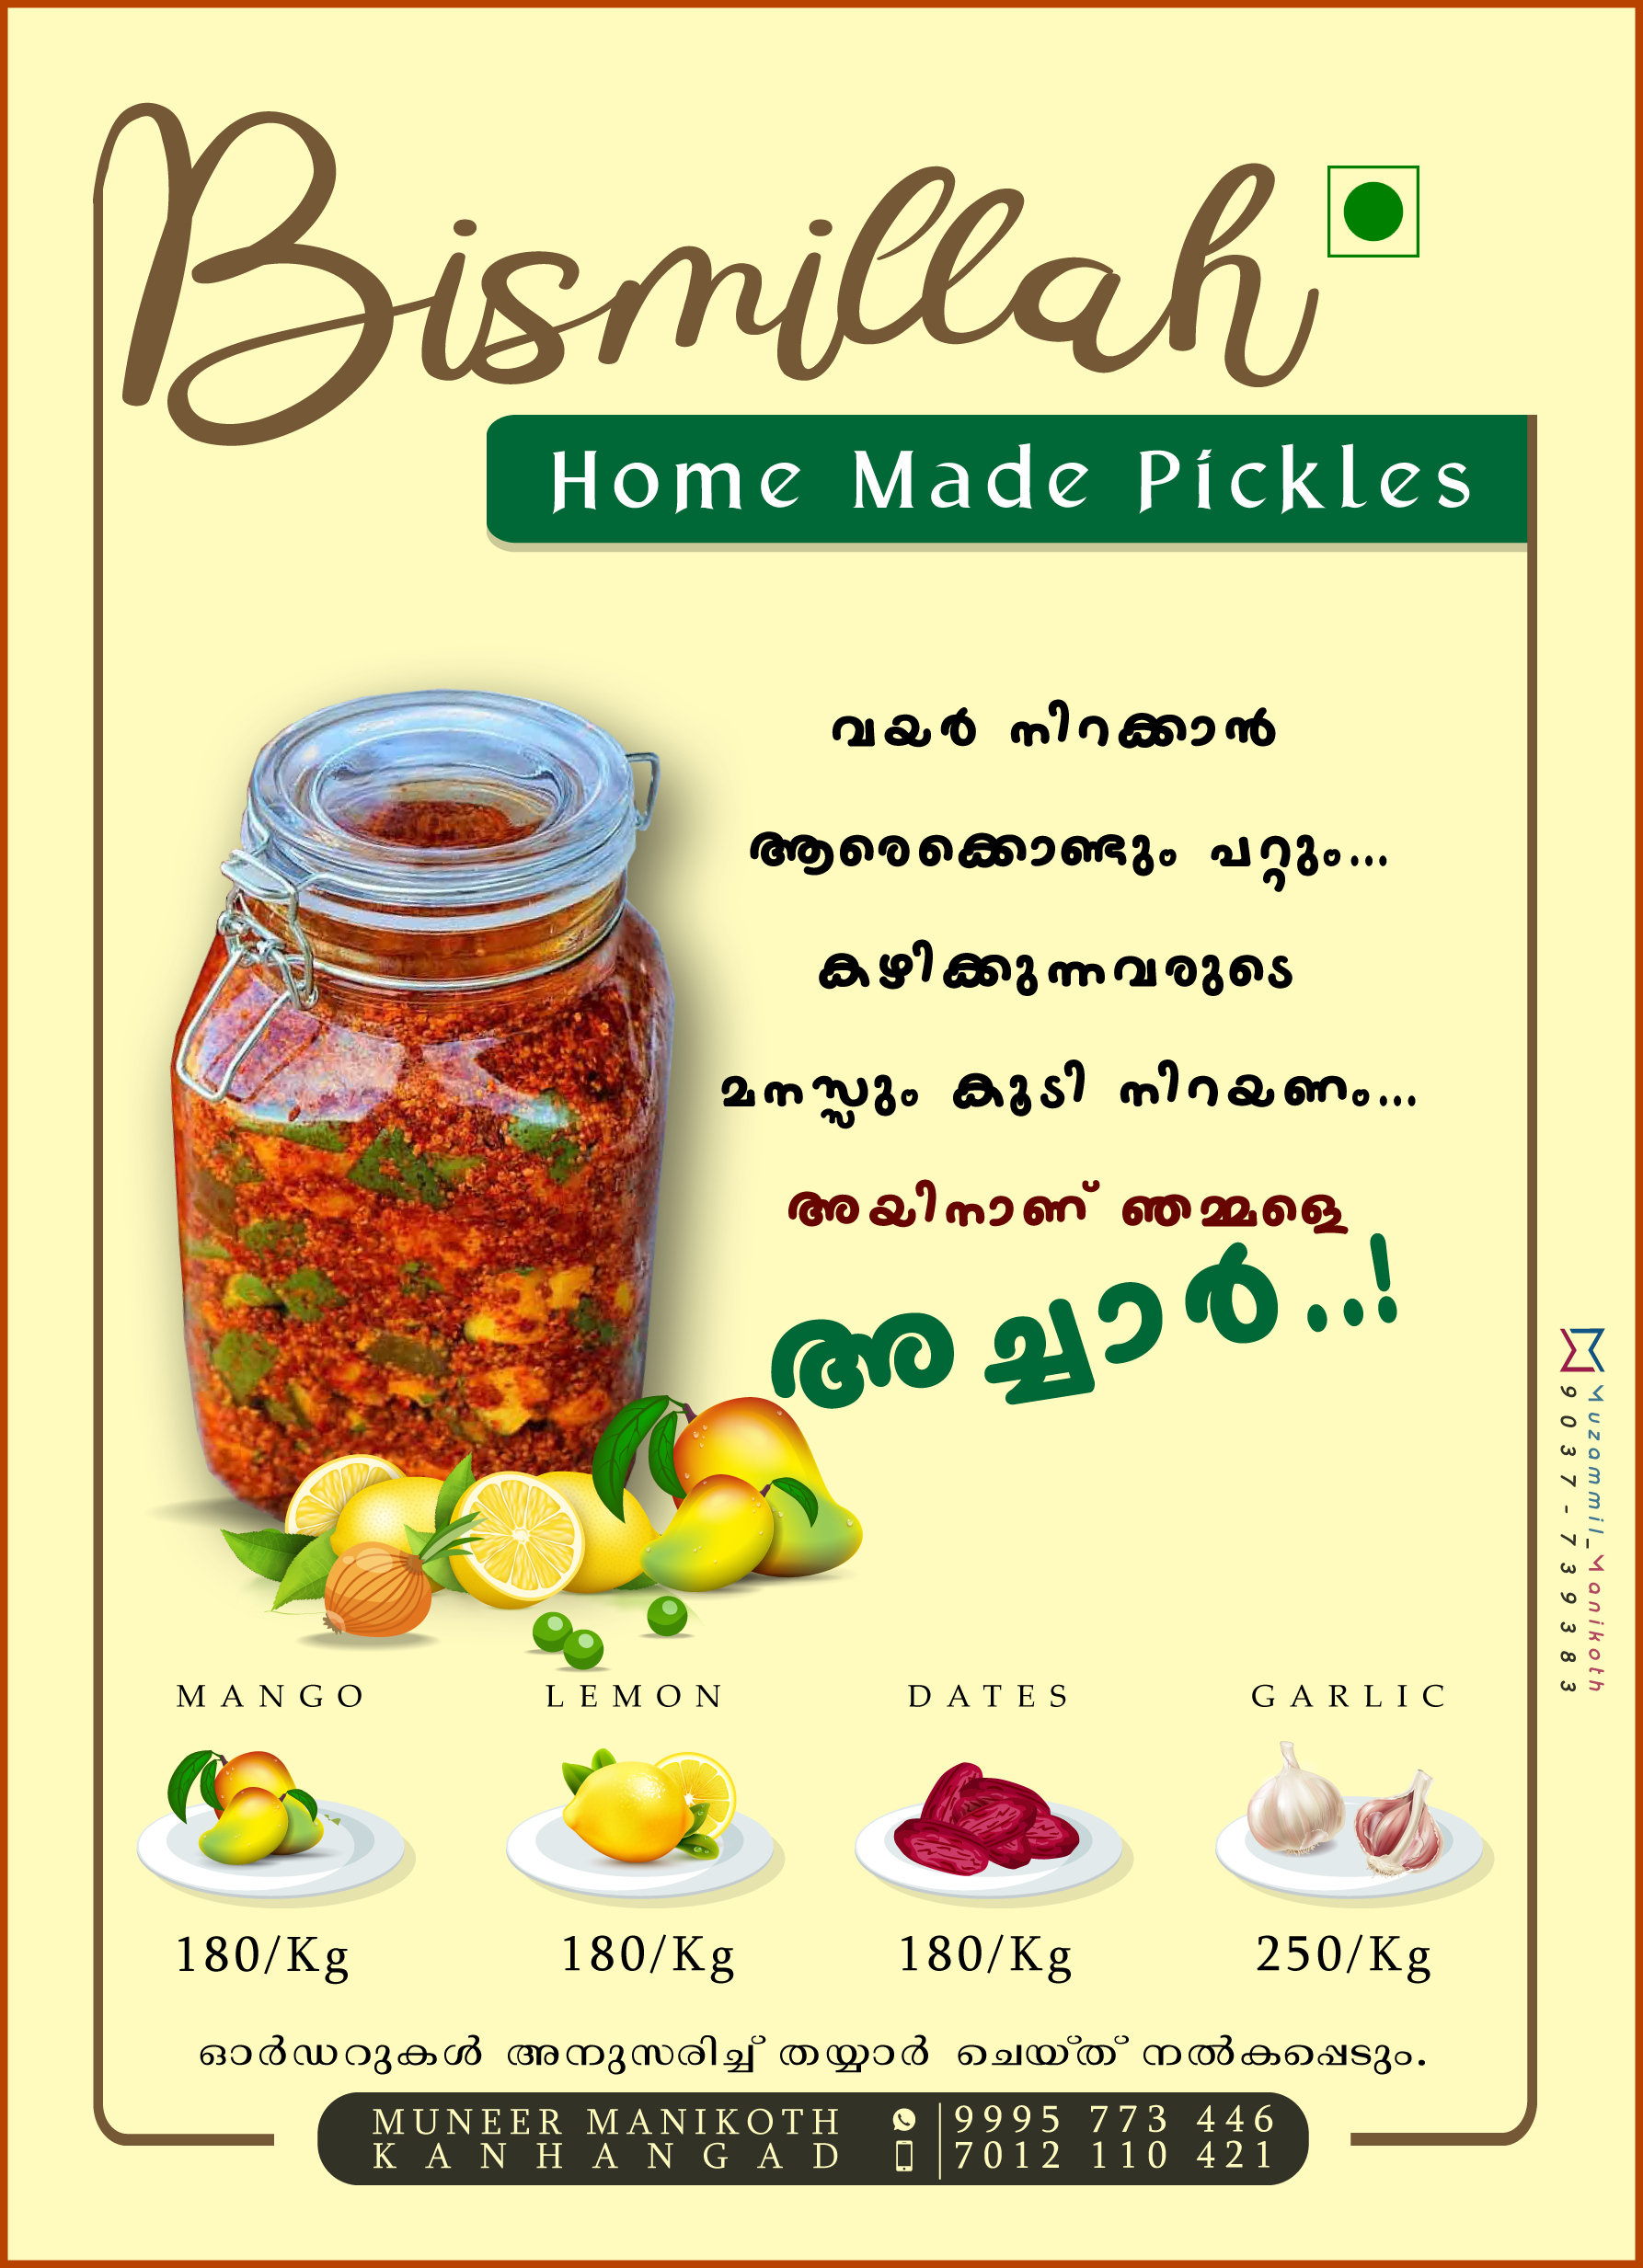 Bismillah
Home Made Pickles
വയർ നിറക്കാൻ
ആരെക്കൊണ്ടും പറ്റും...
കഴിക്കുന്നവരുടെ
മനസ്സും കൂടി നിറയണം...
അയിനാണ് ഞമ്മളെ
അച്ചാർ..!
Muzammil_Manikoth
9037-739383
MANGO LEMON DATES GARLIC
180/Kg 180/Kg 180/Kg 250/Kg
ഓർഡറുകൾ അനുസരിച്ച് തയ്യാർ ചെയ്ത് നൽകപ്പെടും.
MUNEER MANIKOTH 9995 773 446
KANHANGAD 7012 110 421